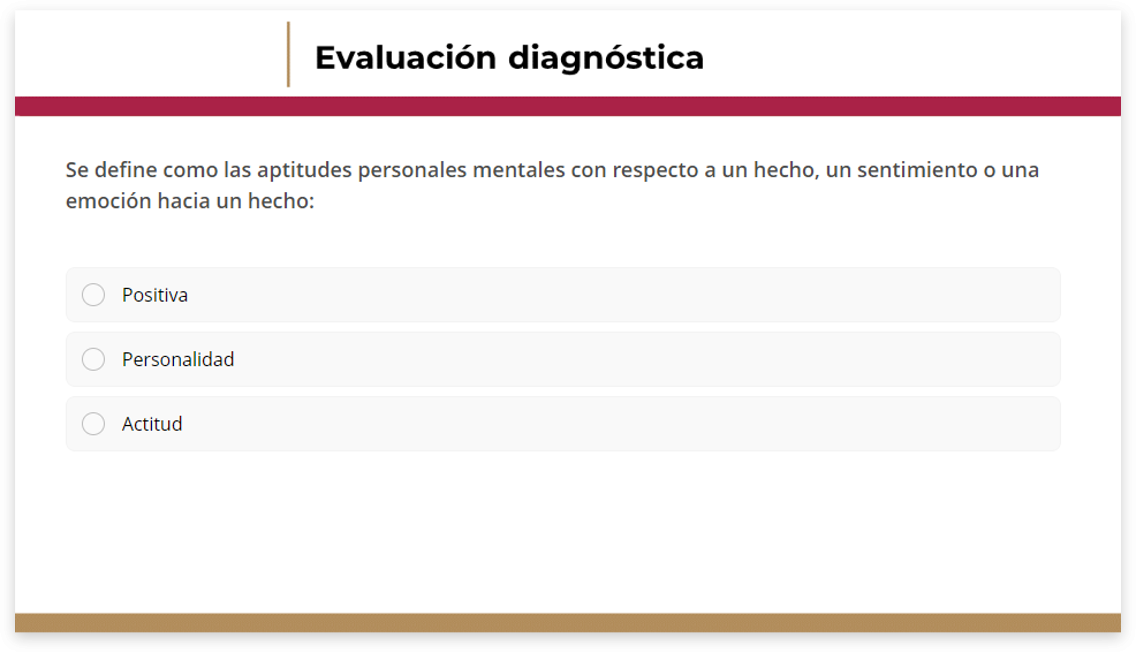 Evaluación diagnóstica
Se define como las aptitudes personales mentales con respecto a un hecho, un sentimiento o una
emoción hacia un hecho:
Positiva
Personalidad
Actitud